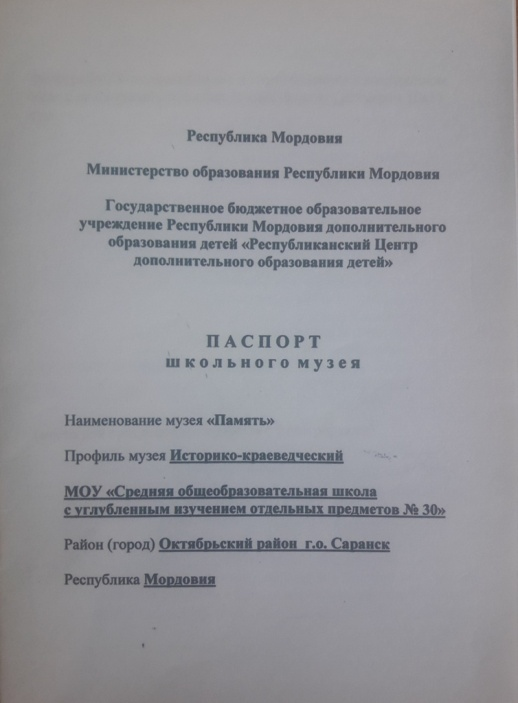 Республика Мордовия
Министерство образования Республики Мордовия
Государственное бюджетное образовательное
учреждение Республики Мордовия дополнительного
образования детей «Республиканский Центр
дополнительного образования детей»
П А С П О Р Т
ш к о л ь н о г о м у з е я
Наименование музея «Память»
Профиль музея Историко-краеведческий
МОУ «Средняя общеобразовательная школа
с углубленным изучением отдельных предметов № 30»
Район (город) Октябрьский район г.о. Саранск
Республика Мордовия